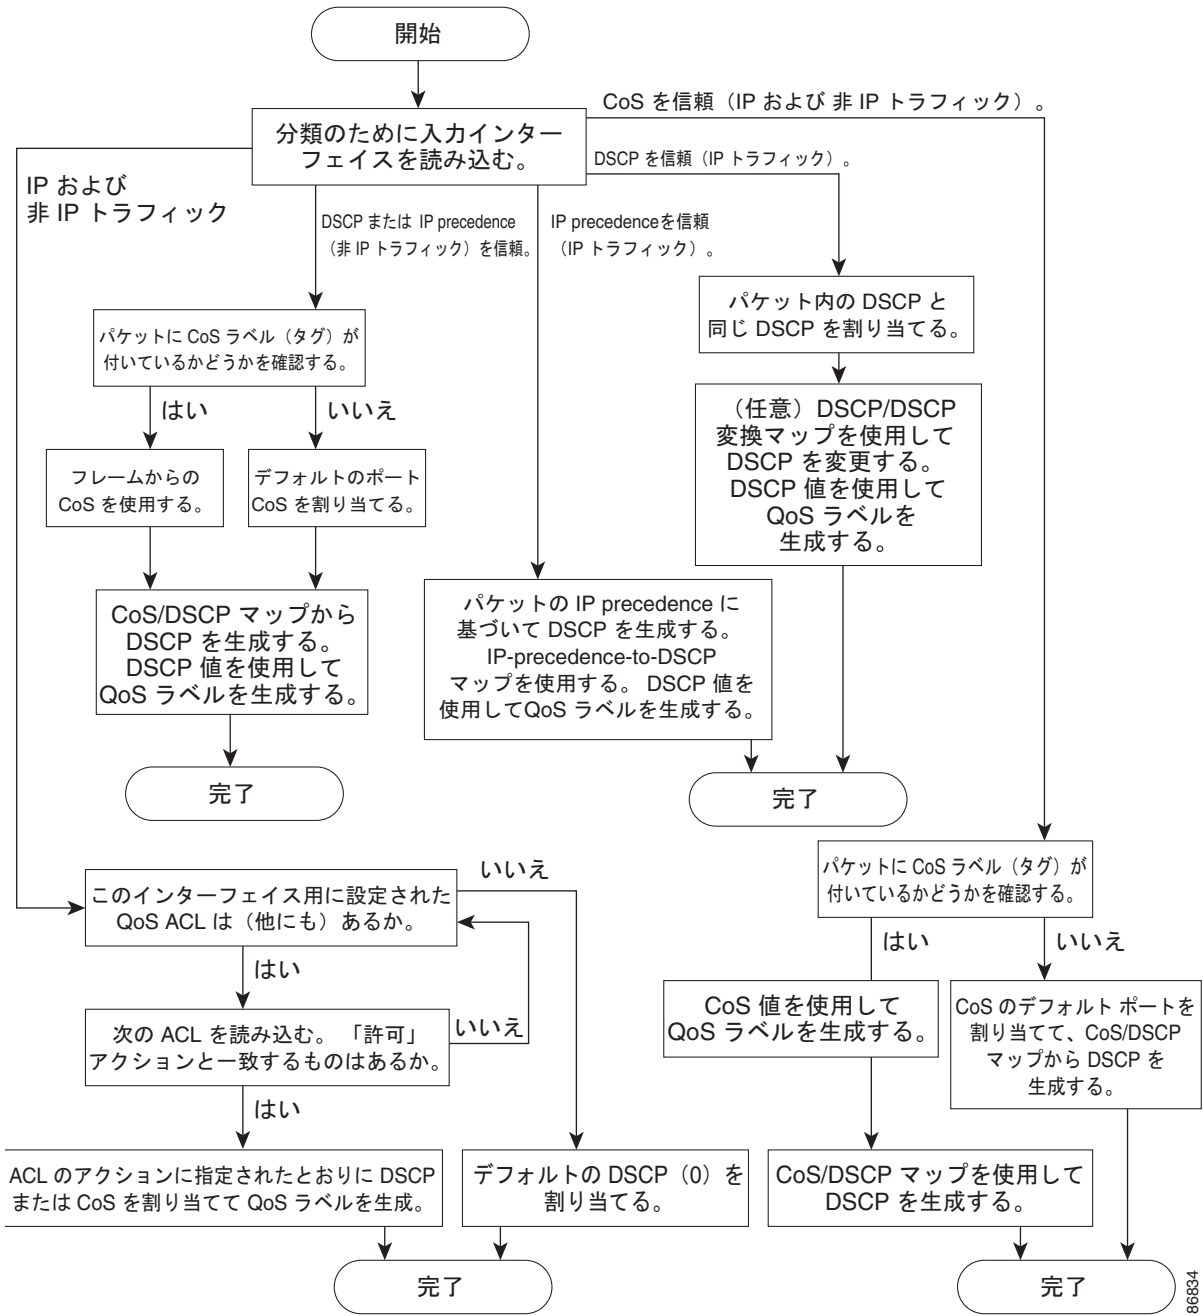 開始
CoS を信頼（IP および 非 IP トラフィック）。
分類のために入力インター
フェイスを読み込む。
DSCP を信頼（IP トラフィック）。
IP および
非 IP トラフィック
DSCP または IP precedence
（非 IP トラフィック）を信頼。
IP precedenceを信頼
（IP トラフィック）。
パケット内の DSCP と
同じ DSCP を割り当てる。
パケットに CoS ラベル（タグ）が
付いているかどうかを確認する。
はい
いいえ
（任意）DSCP/DSCP
変換マップを使用して
DSCP を変更する。
DSCP 値を使用して
QoS ラベルを
生成する。
フレームからの
CoS を使用する。
デフォルトのポート
CoS を割り当てる。
CoS/DSCP マップから
DSCP を生成する。
DSCP 値を使用して
QoS ラベルを生成する。
パケットの IP precedence に
基づいて DSCP を生成する。
IP-precedence-to-DSCP
マップを使用する。 DSCP 値を
使用してQoS ラベルを生成する。
完了
完了
パケットに CoS ラベル（タグ）が
付いているかどうかを確認する。
このインターフェイス用に設定された
QoS ACL は（他にも）あるか。
いいえ
はい
はい
いいえ
次の ACL を読み込む。 「許可」
アクションと一致するものはあるか。
いいえ
CoS 値を使用して
QoS ラベルを生成する。
CoS のデフォルト ポートを
割り当てて、CoS/DSCP
マップから DSCP を
生成する。
はい
ACL のアクションに指定されたとおりに DSCP
または CoS を割り当てて QoS ラベルを生成。
デフォルトの DSCP（0）を
割り当てる。
CoS/DSCP マップを使用して
DSCP を生成する。
完了
完了
86834